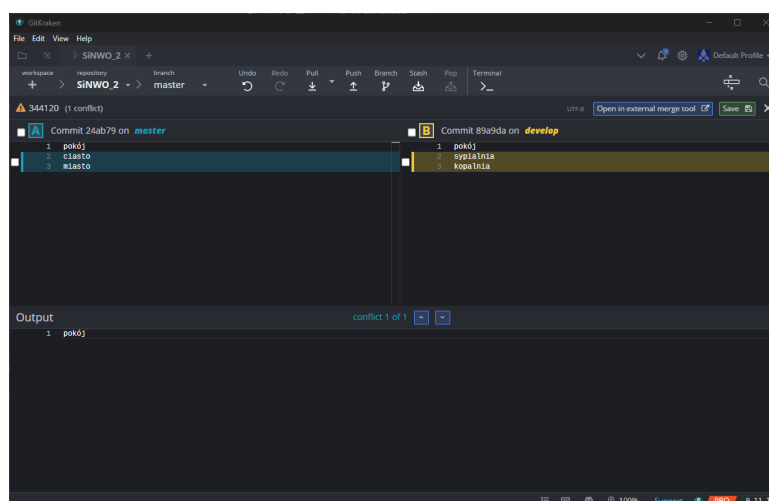 GitKraken
File Edit View Help
SiNWO_2 × +
Default Profile
workspace repository branch Undo Redo Pull Push Branch Stash Pop Terminal
+ > SiNWO_2 > master
344120 (1 conflict) UTF-8 Open in external merge tool Save
A Commit 24ab79 on master
1 pokój
2 ciasto
3 miasto
B Commit 89a9da on develop
1 pokój
2 sypialnia
3 kopalnia
Output conflict 1 of 1
1 pokój
100% Support PRO 9.11